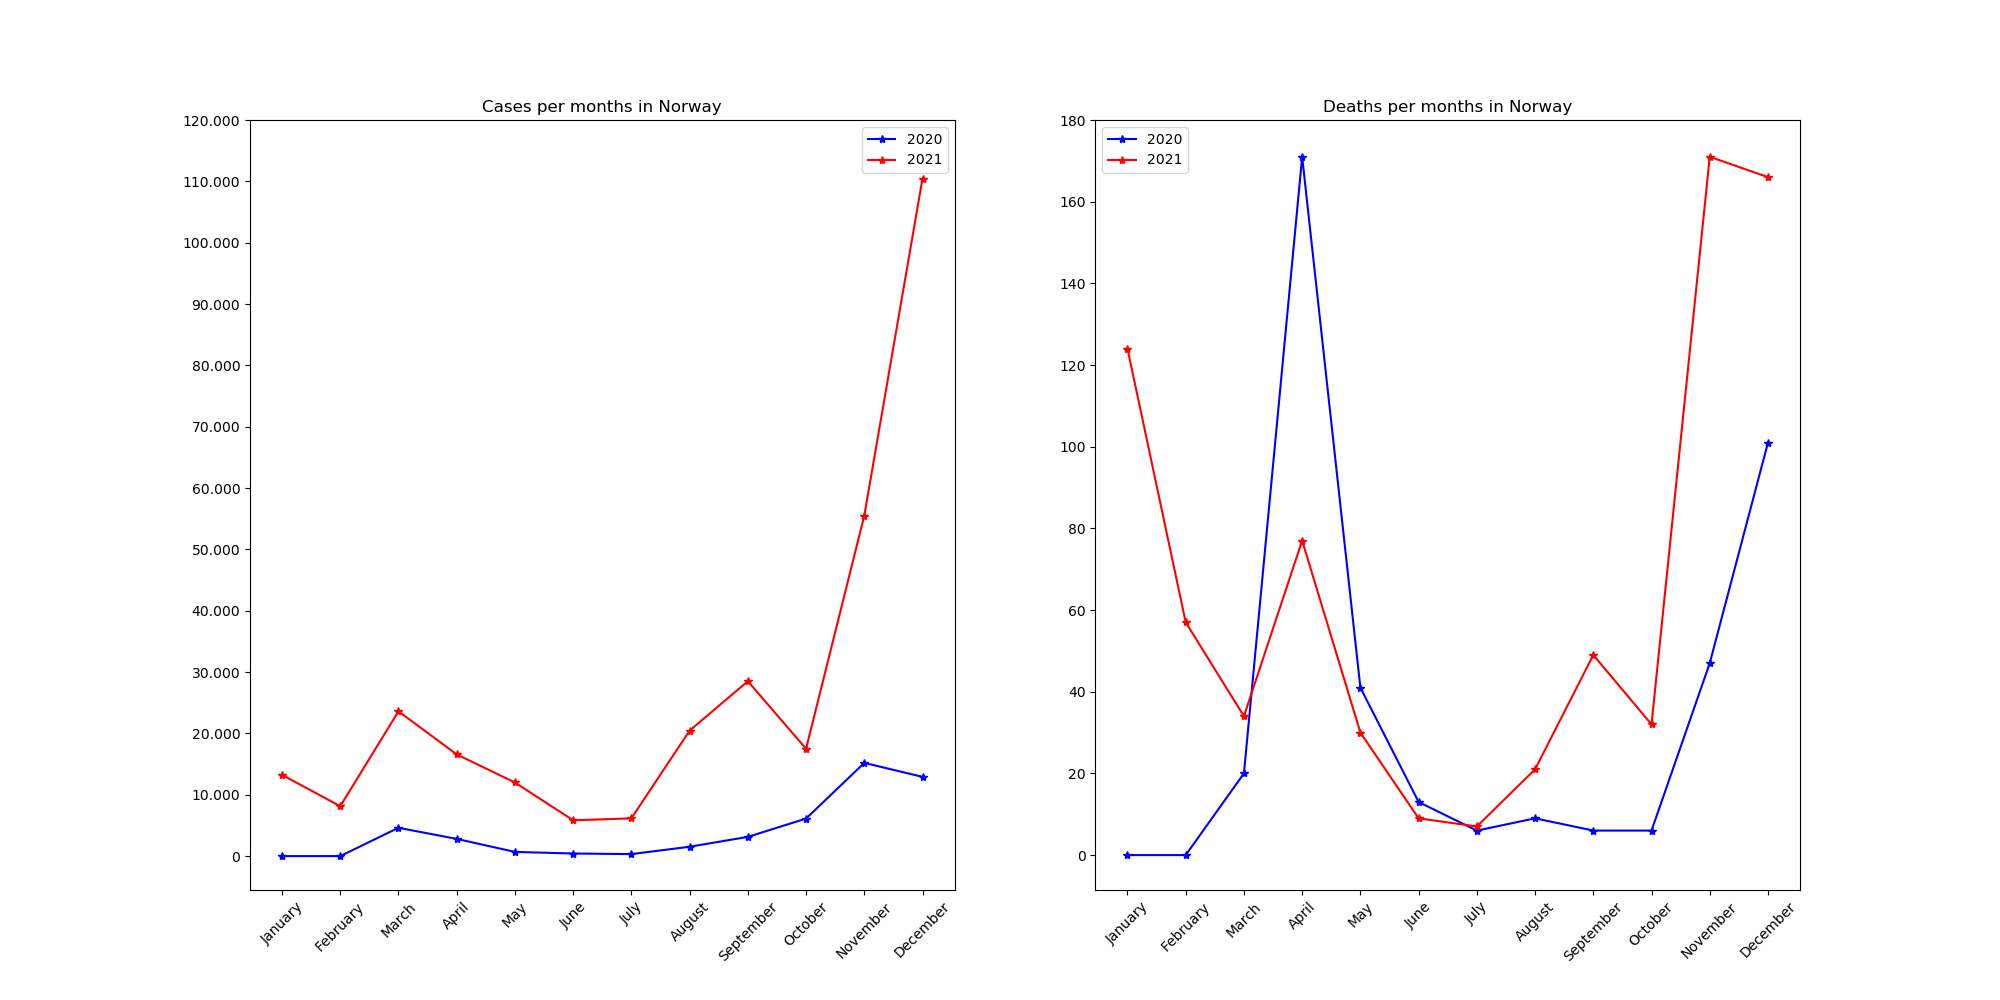 Cases per months in Norway
120.000
110.000
100.000
90.000
80.000
70.000
60.000
50.000
40.000
30.000
20.000
10.000
0
2020
2021
January
February
March
April
May
June
July
August
September
October
November
December
Deaths per months in Norway
180
160
140
120
100
80
60
40
20
0
2020
2021
January
February
March
April
May
June
July
August
September
October
November
December